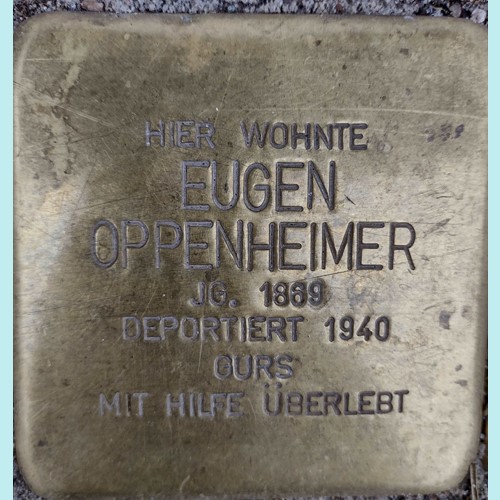 HIER WOHNTE
EUGEN
OPPENHEIMER
JG. 1869
DEPORTIERT 1940
GURS
MIT HILFE ÜBERLEBT